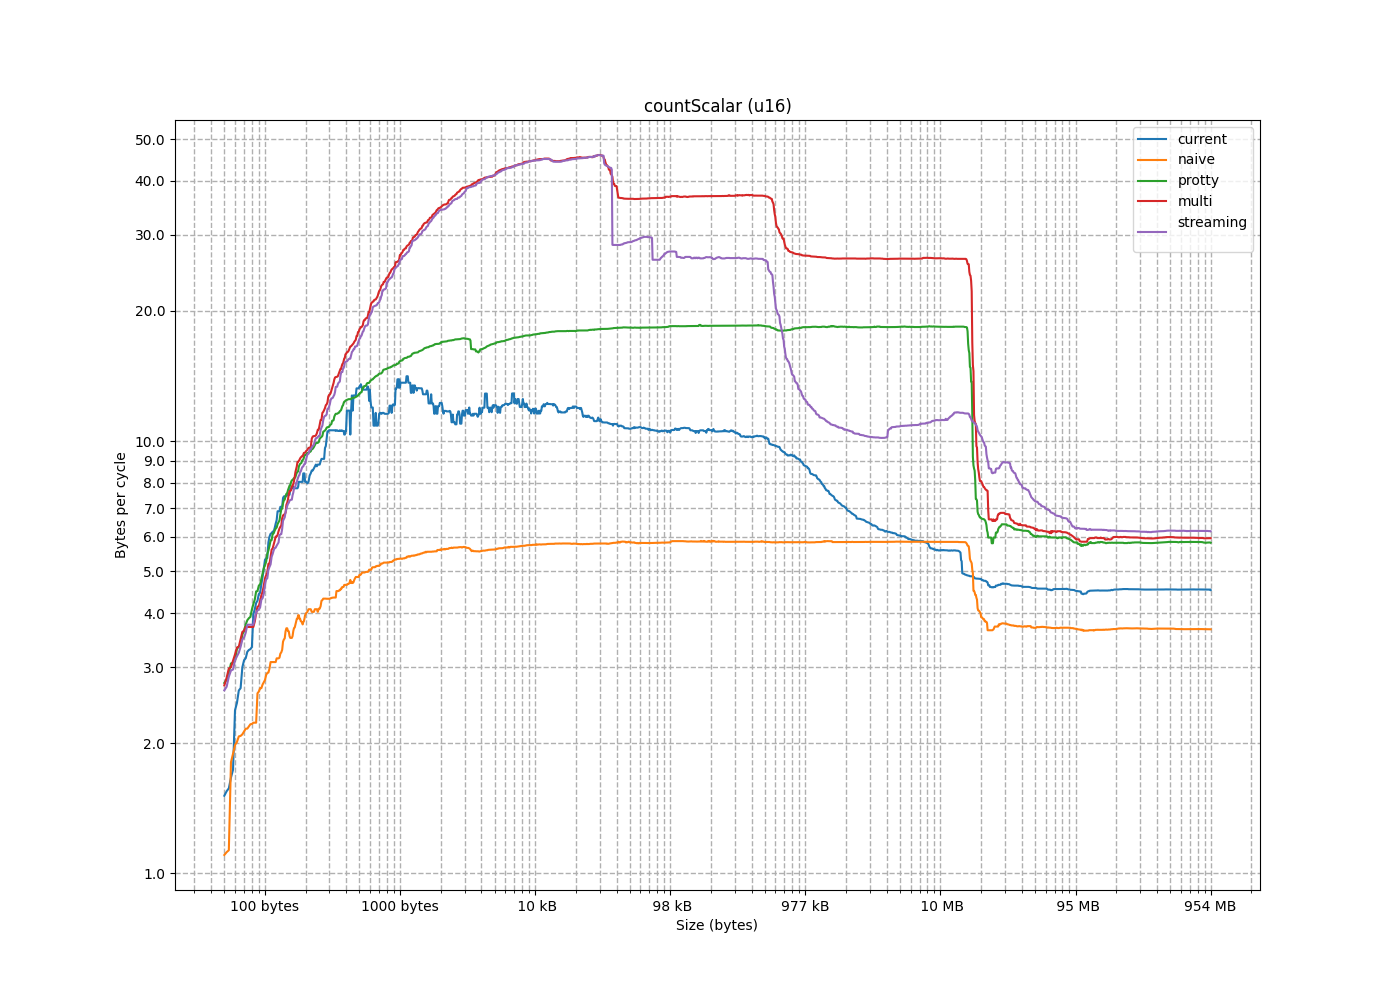 countScalar (u16)
50.0
40.0
30.0
20.0
10.0
9.0
8.0
7.0
6.0
5.0
4.0
3.0
2.0
1.0
Bytes per cycle
current
naive
protty
multi
streaming
100 bytes
1000 bytes
10 kB
98 kB
977 kB
10 MB
95 MB
954 MB
Size (bytes)